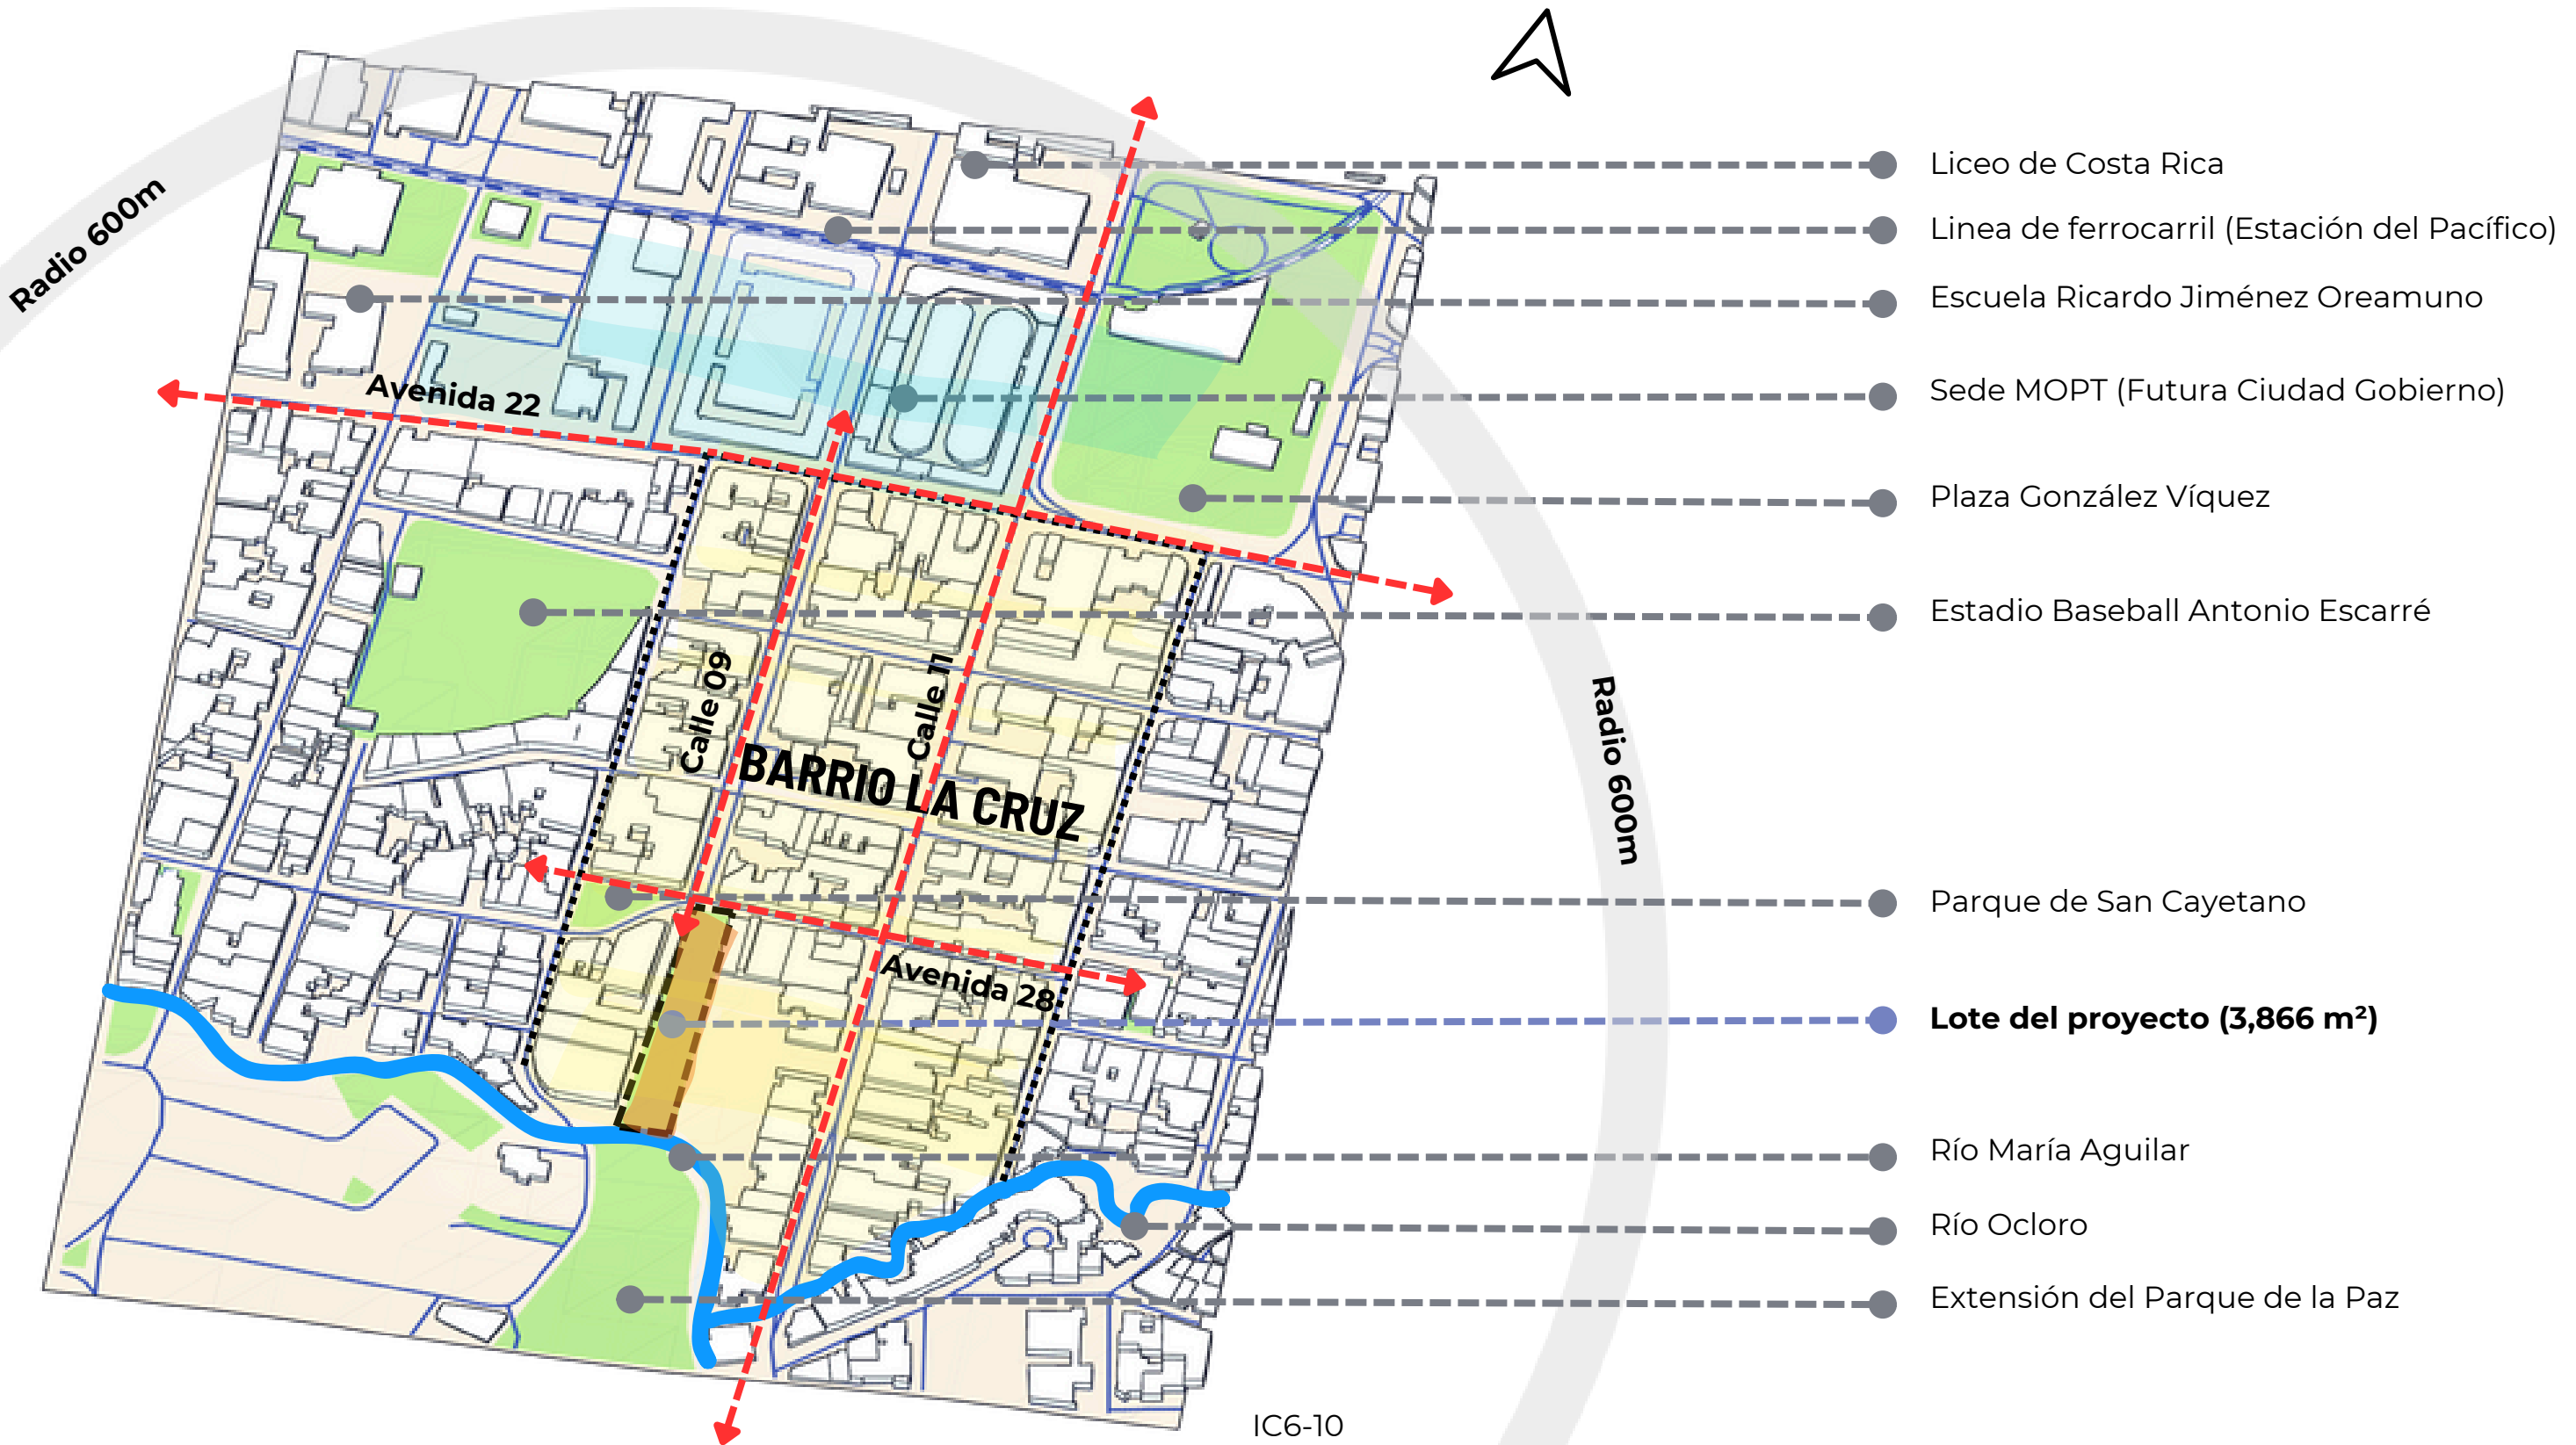 Liceo de Costa Rica
Radio 600m
Linea de ferrocarril (Estación del Pacífico)
Escuela Ricardo Jiménez Oreamuno
Avenida 22
Sede MOPT (Futura Ciudad Gobierno)
Plaza González Víquez
Estadio Baseball Antonio Escarré
Calle 09
Calle 11
Radio 600m
BARRIO LA CRUZ
Parque de San Cayetano
Avenida 28
Lote del proyecto (3,866 m²)
Río María Aguilar
Río Ocloro
Extensión del Parque de la Paz
IC6-10